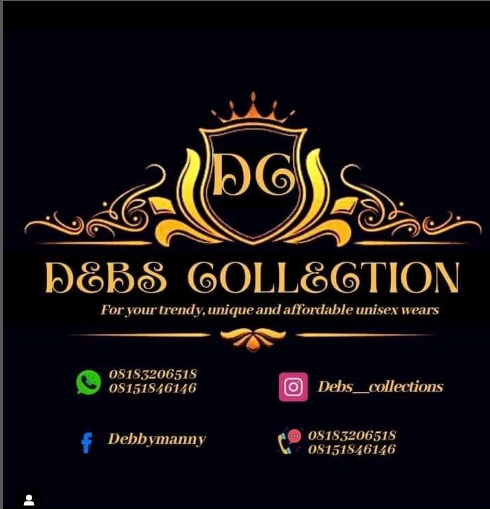 DC
DEBS COLLECTION
For your trendy, unique and affordable unisex wears
08183206518
08151846146
Debs__collections
Debbymanny
08183206518
08151846146